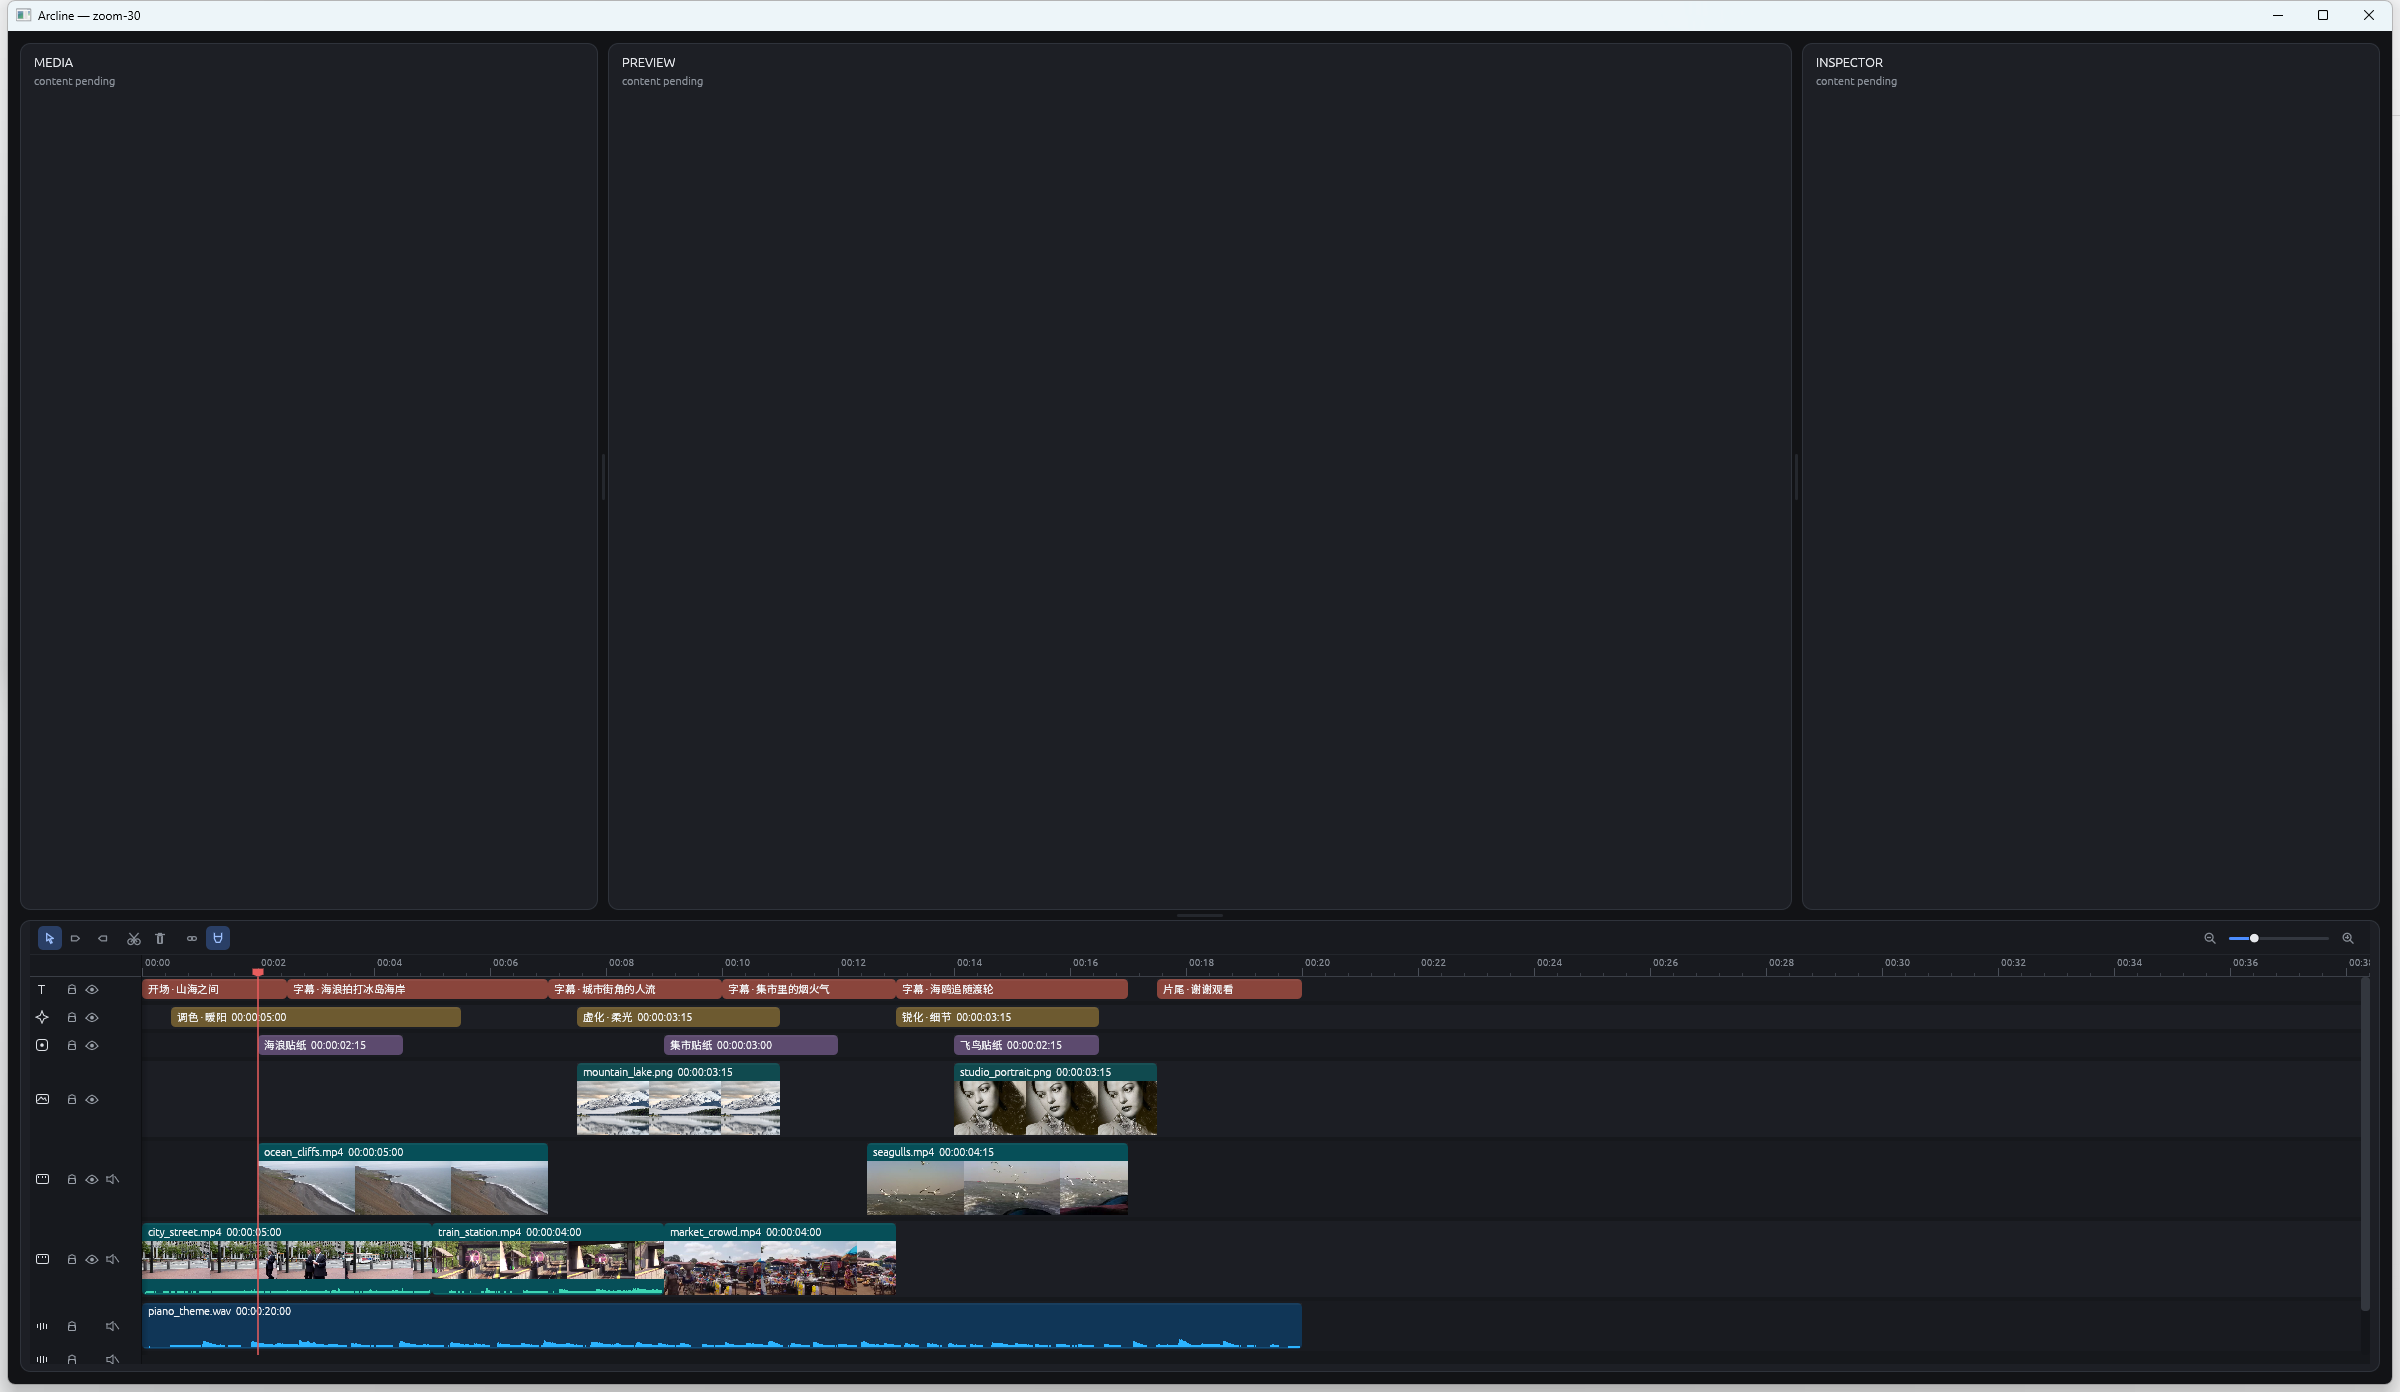 Arcline — zoom-30
MEDIA
content pending
PREVIEW
content pending
INSPECTOR
content pending
00:00 00:02 00:04 00:06 00:08 00:10 00:12 00:14 00:16 00:18 00:20 00:22 00:24 00:26 00:28 00:30 00:32 00:34 00:36
T
开场·山海之间 字幕·海浪拍打冰岛海岸 字幕·城市街角的人流 字幕·集市里的烟火气 字幕·海鸥追随渡轮 片尾·谢谢观看
调色·暖阳 00:00:05:00 虚化·柔光 00:00:03:15 锐化·细节 00:00:03:15
海浪贴纸 00:00:02:15 集市贴纸 00:00:03:00 飞鸟贴纸 00:00:02:15
mountain_lake.png 00:00:03:15 studio_portrait.png 00:00:03:15
ocean_cliffs.mp4 00:00:05:00 seagulls.mp4 00:00:04:15
city_street.mp4 00:00:05:00 train_station.mp4 00:00:04:00 market_crowd.mp4 00:00:04:00
piano_theme.wav 00:00:20:00